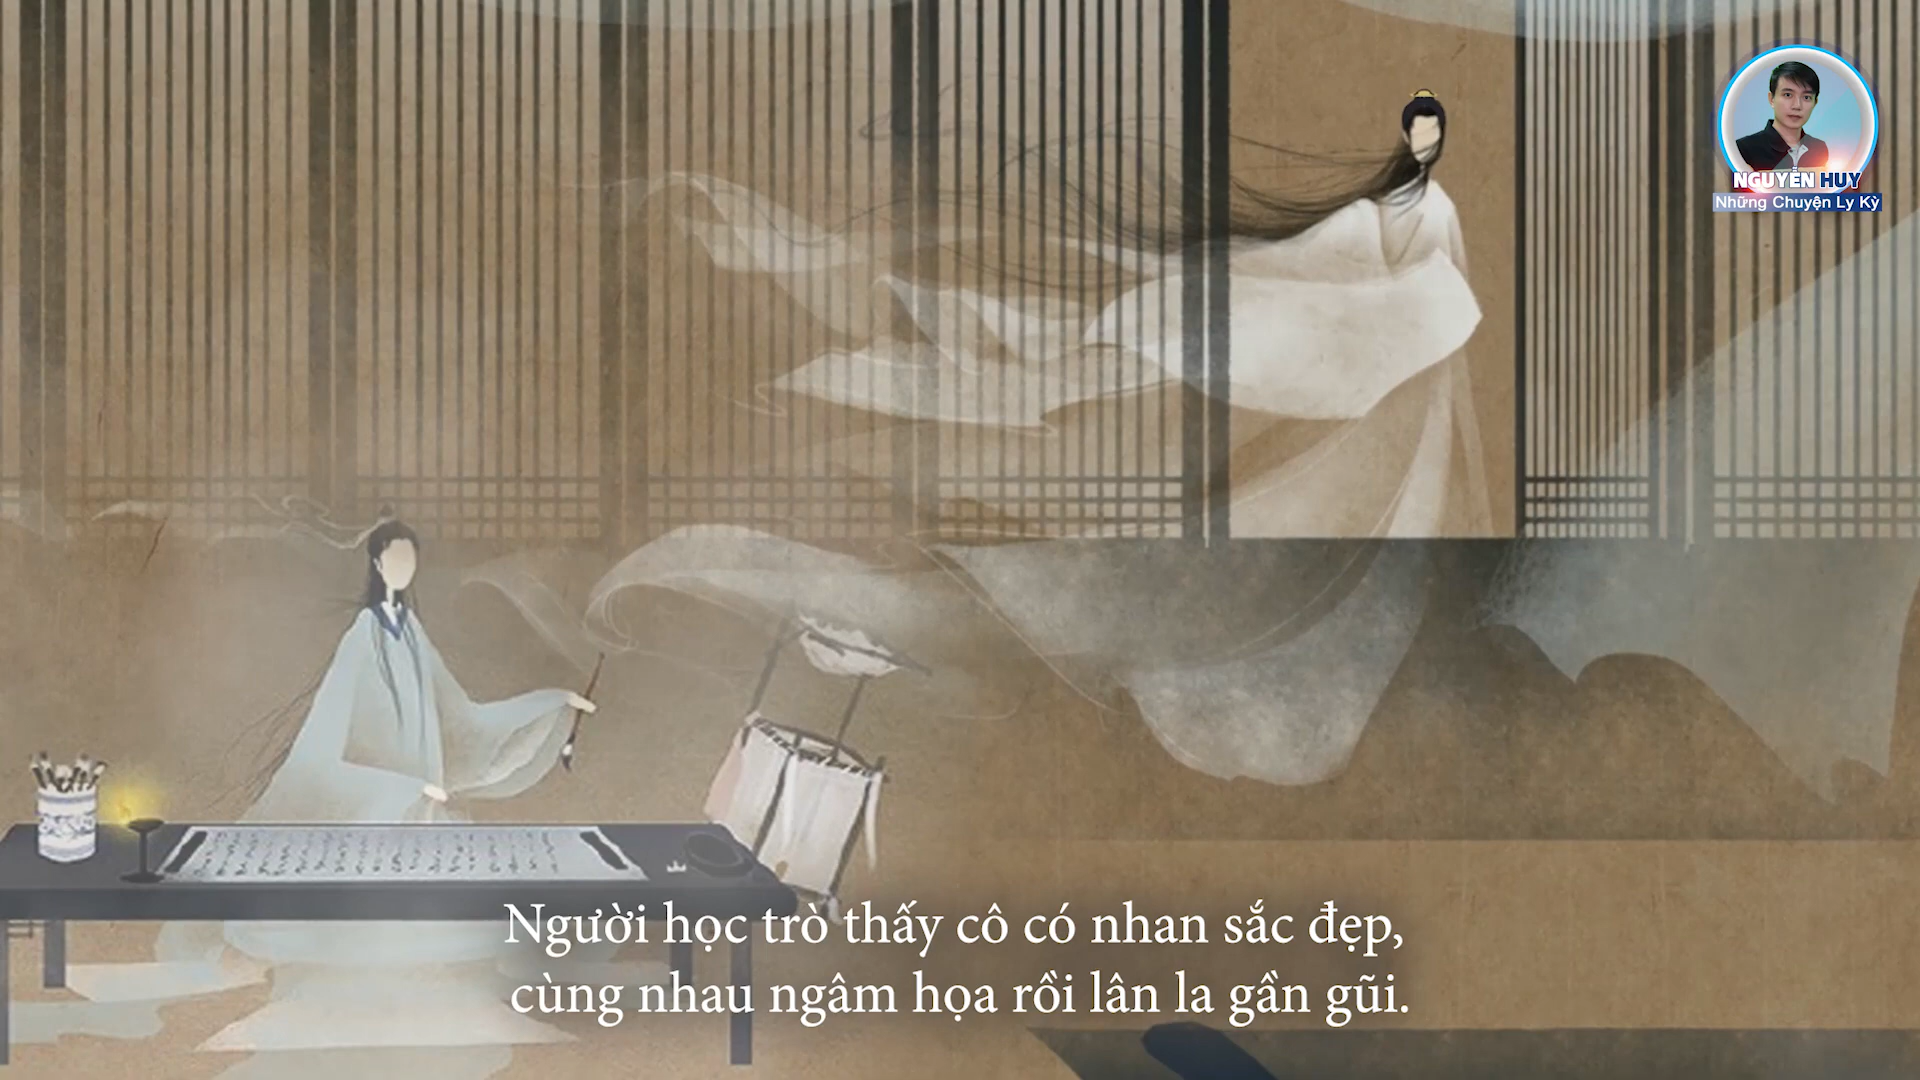 NGUYỄN HUY
Những Chuyện Ly Kỳ
Người học trò thấy cô có nhan sắc đẹp,
cùng nhau ngâm họa rồi lân la gần gũi.